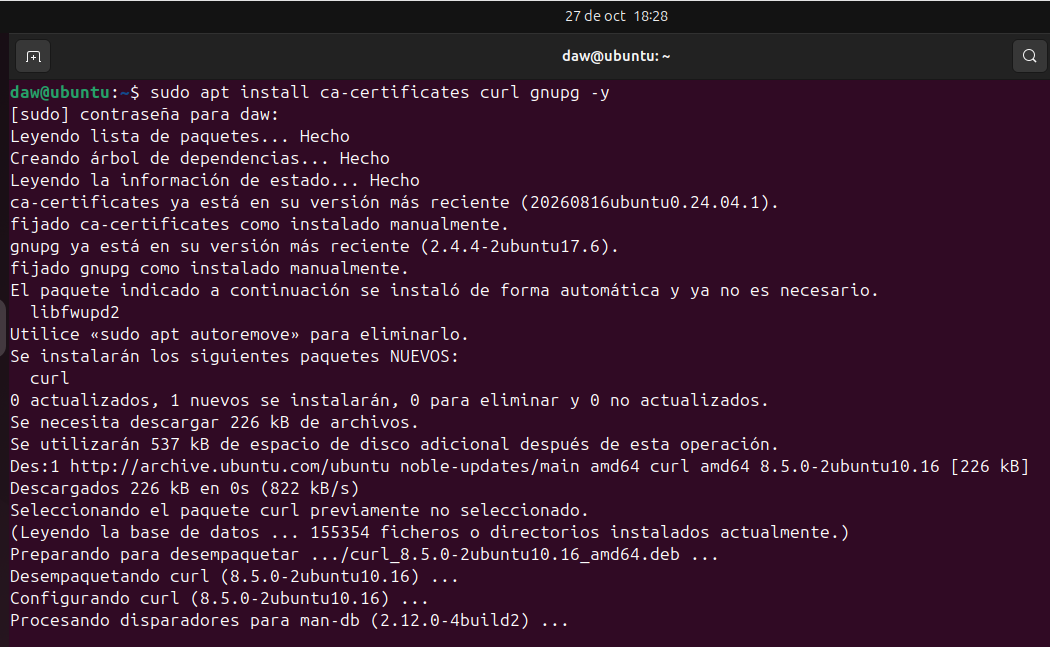 27 de oct 18:28
daw@ubuntu: ~
daw@ubuntu:~$ sudo apt install ca-certificates curl gnupg -y
[sudo] contraseña para daw:
Leyendo lista de paquetes... Hecho
Creando árbol de dependencias... Hecho
Leyendo la información de estado... Hecho
ca-certificates ya está en su versión más reciente (20260816ubuntu0.24.04.1).
fijado ca-certificates como instalado manualmente.
gnupg ya está en su versión más reciente (2.4.4-2ubuntu17.6).
fijado gnupg como instalado manualmente.
El paquete indicado a continuación se instaló de forma automática y ya no es necesario.
  libfwupd2
Utilice «sudo apt autoremove» para eliminarlo.
Se instalarán los siguientes paquetes NUEVOS:
  curl
0 actualizados, 1 nuevos se instalarán, 0 para eliminar y 0 no actualizados.
Se necesita descargar 226 kB de archivos.
Se utilizarán 537 kB de espacio de disco adicional después de esta operación.
Des:1 http://archive.ubuntu.com/ubuntu noble-updates/main amd64 curl amd64 8.5.0-2ubuntu10.16 [226 kB]
Descargados 226 kB en 0s (822 kB/s)
Seleccionando el paquete curl previamente no seleccionado.
(Leyendo la base de datos ... 155354 ficheros o directorios instalados actualmente.)
Preparando para desempaquetar .../curl_8.5.0-2ubuntu10.16_amd64.deb ...
Desempaquetando curl (8.5.0-2ubuntu10.16) ...
Configurando curl (8.5.0-2ubuntu10.16) ...
Procesando disparadores para man-db (2.12.0-4build2) ...